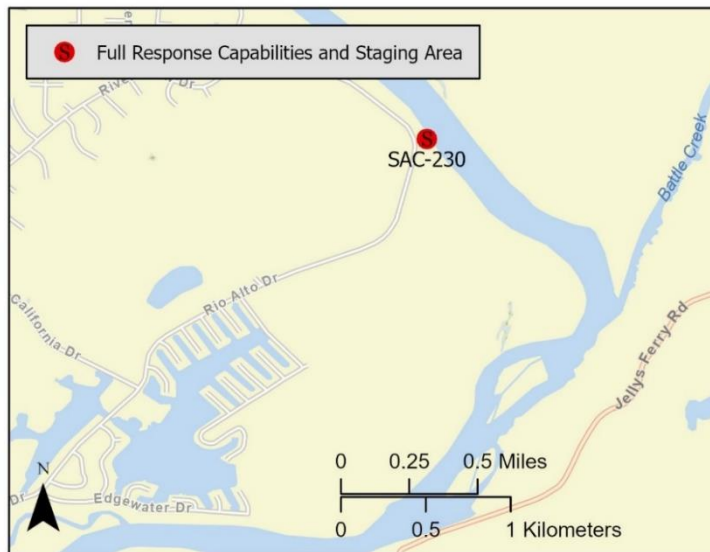 S Full Response Capabilities and Staging Area
Dr
S
SAC-230
Battle Creek
Rio Alto Dr
California Dr
Jellys Ferry Rd
N
0 0.25 0.5 Miles
Dr
Edgewater Dr
0 0.5 1 Kilometers